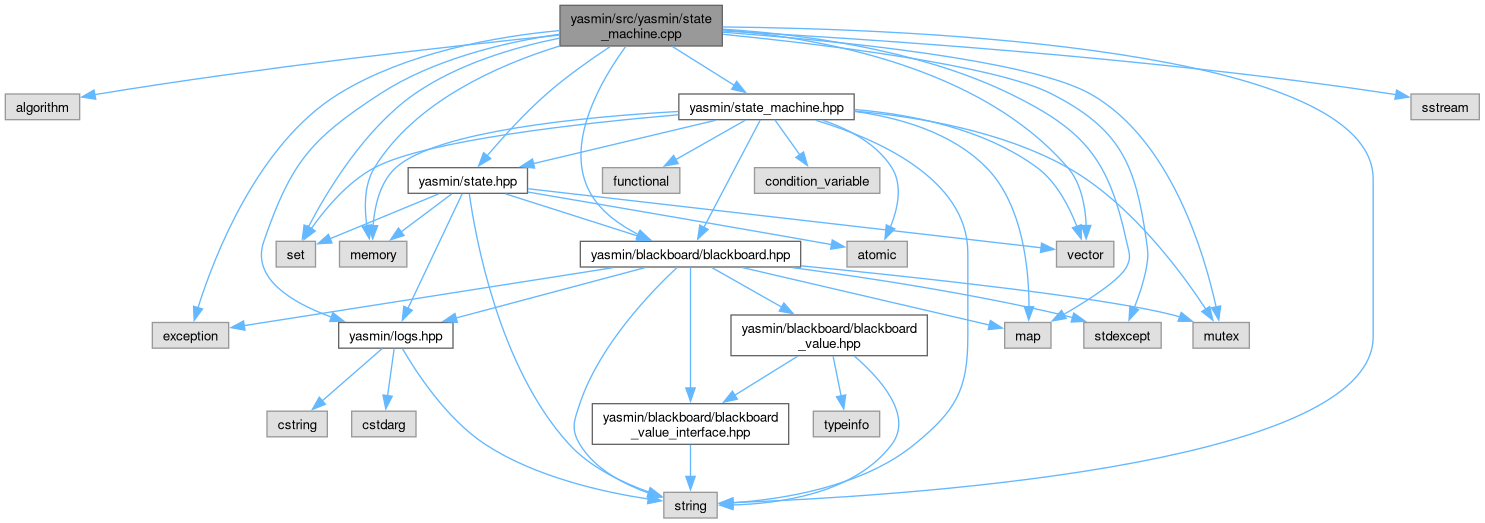 yasmin/src/yasmin/state
_machine.cpp
algorithm
yasmin/state_machine.hpp
sstream
yasmin/state.hpp
functional
condition_variable
set
memory
yasmin/blackboard/blackboard.hpp
atomic
vector
exception
yasmin/logs.hpp
yasmin/blackboard/blackboard
_value.hpp
map
stdexcept
mutex
cstring
cstdarg
yasmin/blackboard/blackboard
_value_interface.hpp
typeinfo
string